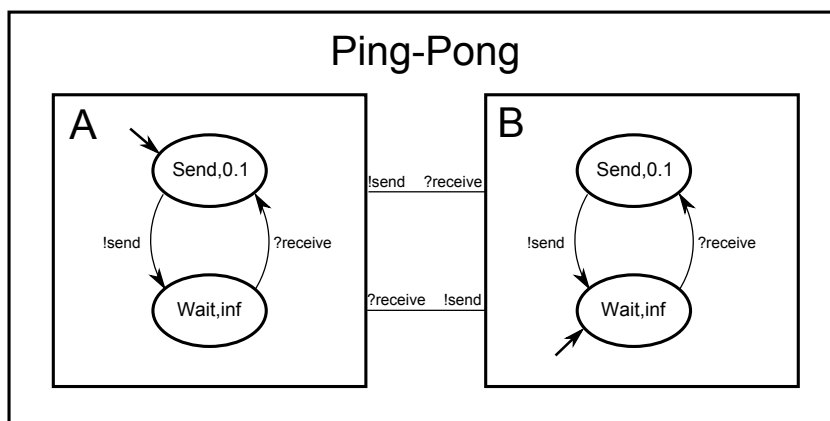 Ping-Pong
A
Send,0.1
!send
?receive
Wait,inf
!send ?receive
?receive !send
B
Send,0.1
!send
?receive
Wait,inf